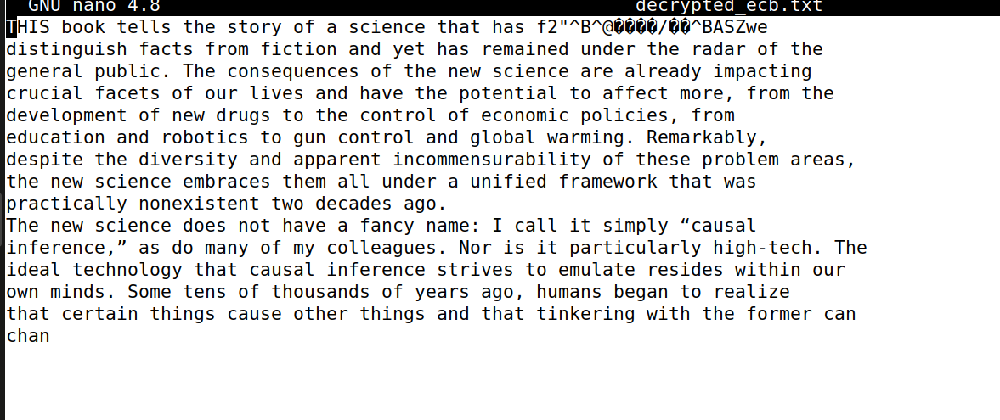 GNU nano 4.8 decrypted_ecb.txt
THIS book tells the story of a science that has f2"^B^@����/��^BASZwe
distinguish facts from fiction and yet has remained under the radar of the
general public. The consequences of the new science are already impacting
crucial facets of our lives and have the potential to affect more, from the
development of new drugs to the control of economic policies, from
education and robotics to gun control and global warming. Remarkably,
despite the diversity and apparent incommensurability of these problem areas,
the new science embraces them all under a unified framework that was
practically nonexistent two decades ago.
The new science does not have a fancy name: I call it simply “causal
inference,” as do many of my colleagues. Nor is it particularly high-tech. The
ideal technology that causal inference strives to emulate resides within our
own minds. Some tens of thousands of years ago, humans began to realize
that certain things cause other things and that tinkering with the former can
chan